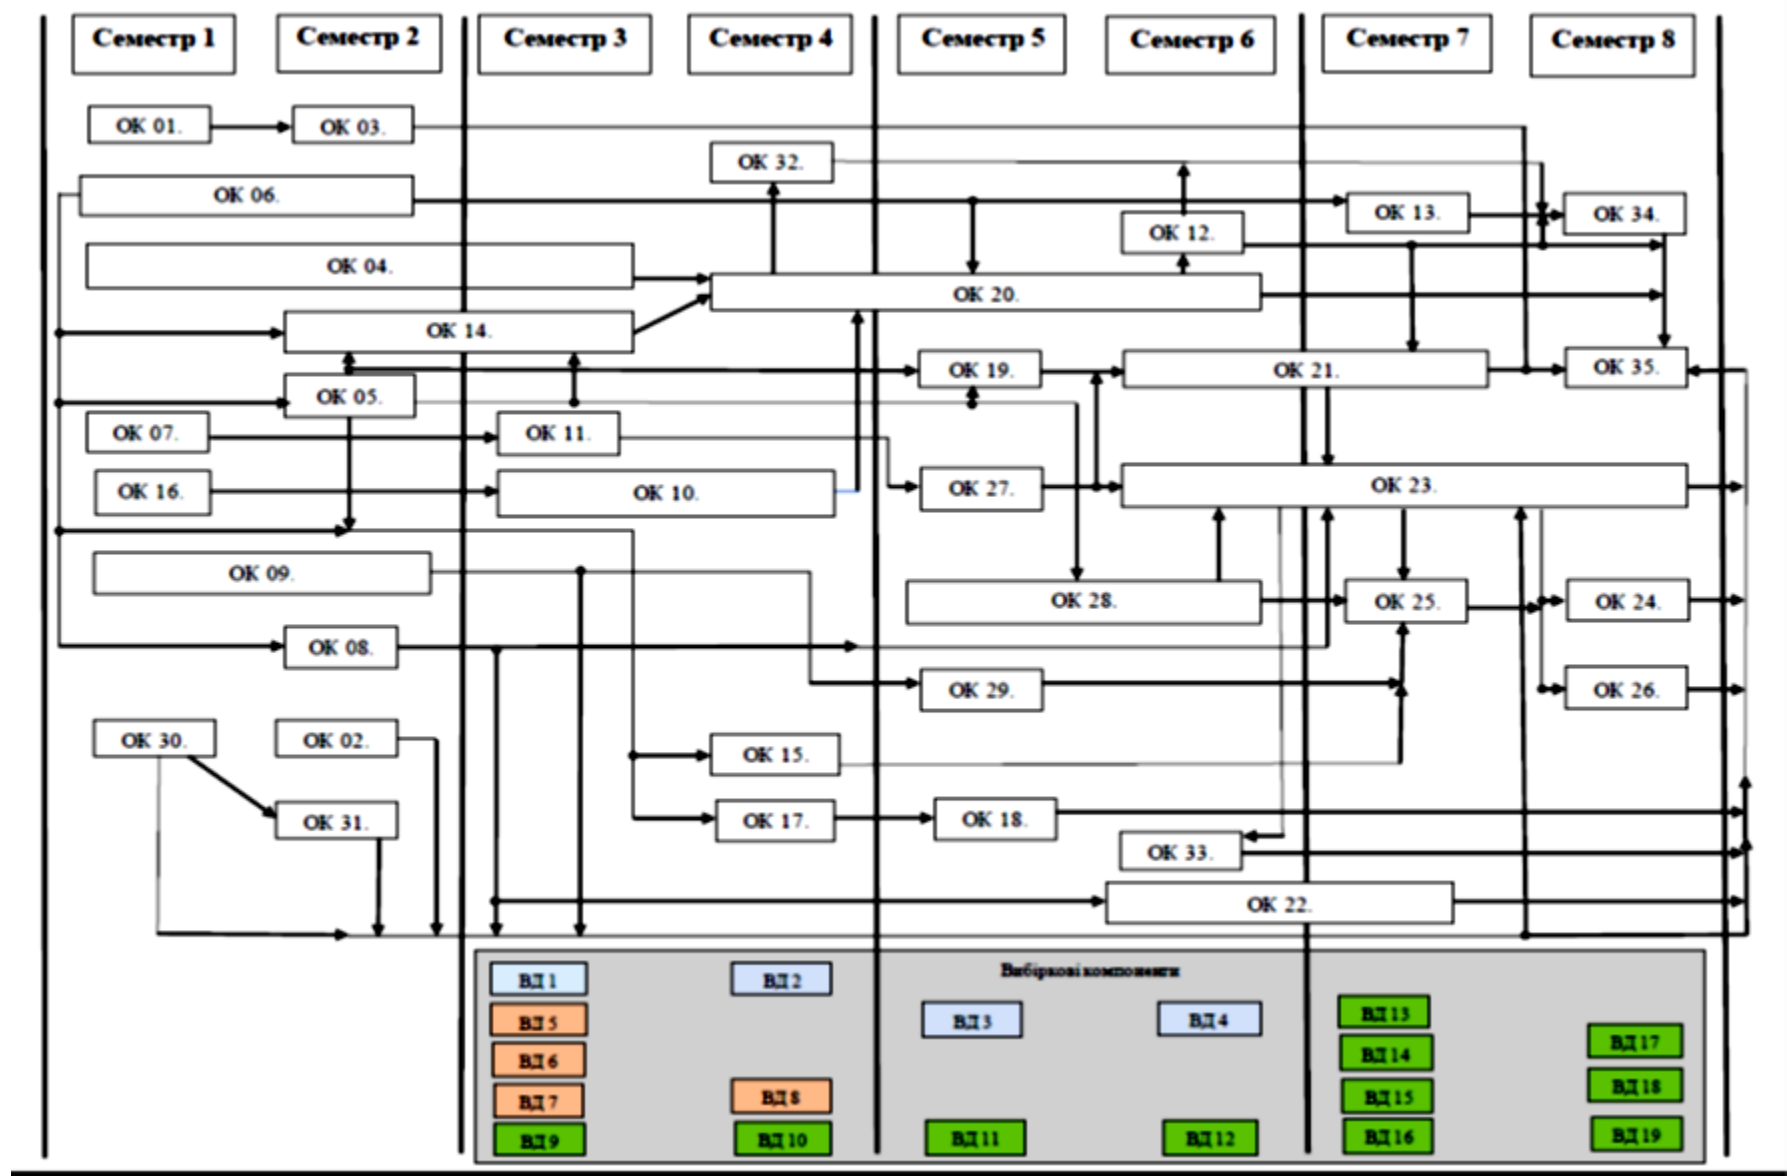 Семестр 1
Семестр 2
Семестр 3
Семестр 4
Семестр 5
Семестр 6
Семестр 7
Семестр 8
ОК 01.
ОК 03.
ОК 32.
ОК 06.
ОК 13.
ОК 34.
ОК 12.
ОК 04.
ОК 20.
ОК 14.
ОК 19.
ОК 21.
ОК 35.
ОК 05.
ОК 07.
ОК 11.
ОК 16.
ОК 10.
ОК 27.
ОК 23.
ОК 09.
ОК 28.
ОК 25.
ОК 24.
ОК 08.
ОК 29.
ОК 26.
ОК 30.
ОК 02.
ОК 15.
ОК 31.
ОК 17.
ОК 18.
ОК 33.
ОК 22.
Вибіркові компоненти
ВД 1
ВД 2
ВД 5
ВД 3
ВД 4
ВД 13
ВД 6
ВД 14
ВД 17
ВД 7
ВД 8
ВД 15
ВД 18
ВД 9
ВД 10
ВД 11
ВД 12
ВД 16
ВД 19